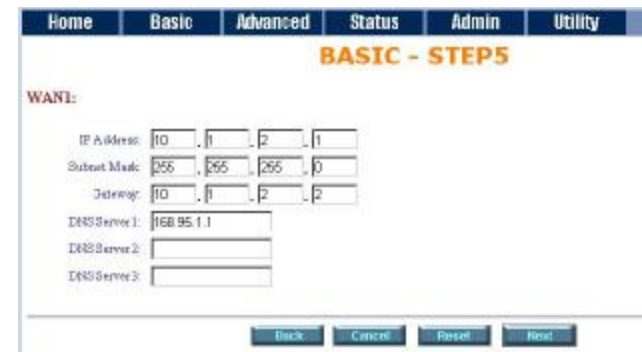 Home Basic Advanced Status Admin Utility
BASIC - STEP5
WAN1:
IP Address: 10 . 1 . 2 . 1
Subnet Mask: 255 . 255 . 255 . 0
Gateway: 10 . 1 . 2 . 2
DNS Server 1: 168.95.1.1
DNS Server 2:
DNS Server 3:
Back Cancel Reset Next